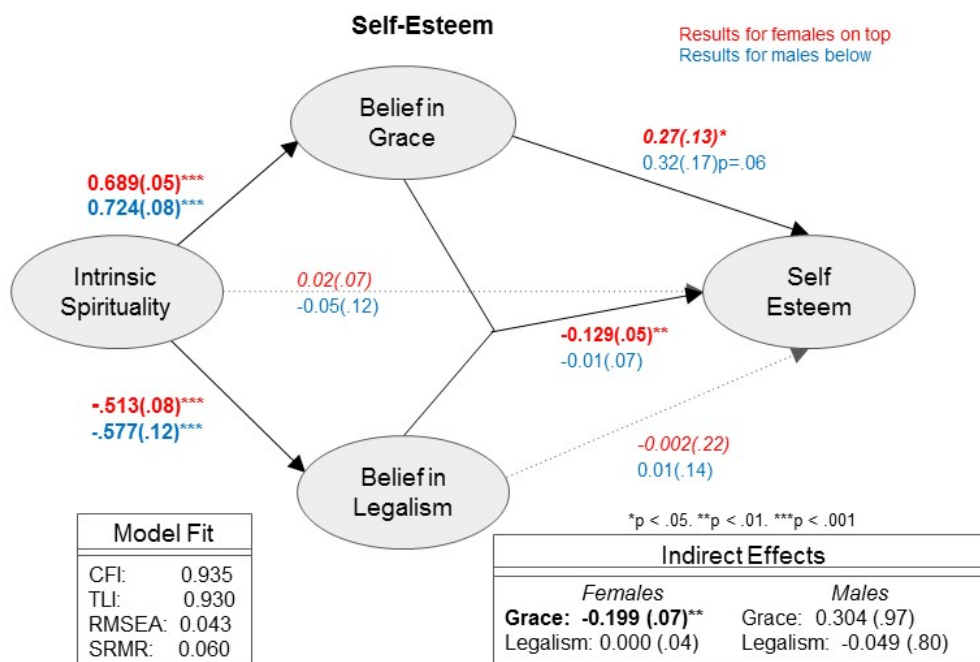 Self-Esteem
Results for females on top
Results for males below
Belief in
Grace
0.27(.13)*
0.32(.17)p=.06
0.689(.05)***
0.724(.08)***
Intrinsic
Spirituality
0.02(.07)
-0.05(.12)
Self
Esteem
-0.129(.05)**
-0.01(.07)
-.513(.08)***
-.577(.12)***
Belief in
Legalism
-0.002(.22)
0.01(.14)
*p < .05. **p < .01. ***p < .001
Model Fit
CFI: 0.935
TLI: 0.930
RMSEA: 0.043
SRMR: 0.060
Indirect Effects
Females Males
Grace: -0.199 (.07)** Grace: 0.304 (.97)
Legalism: 0.000 (.04) Legalism: -0.049 (.80)